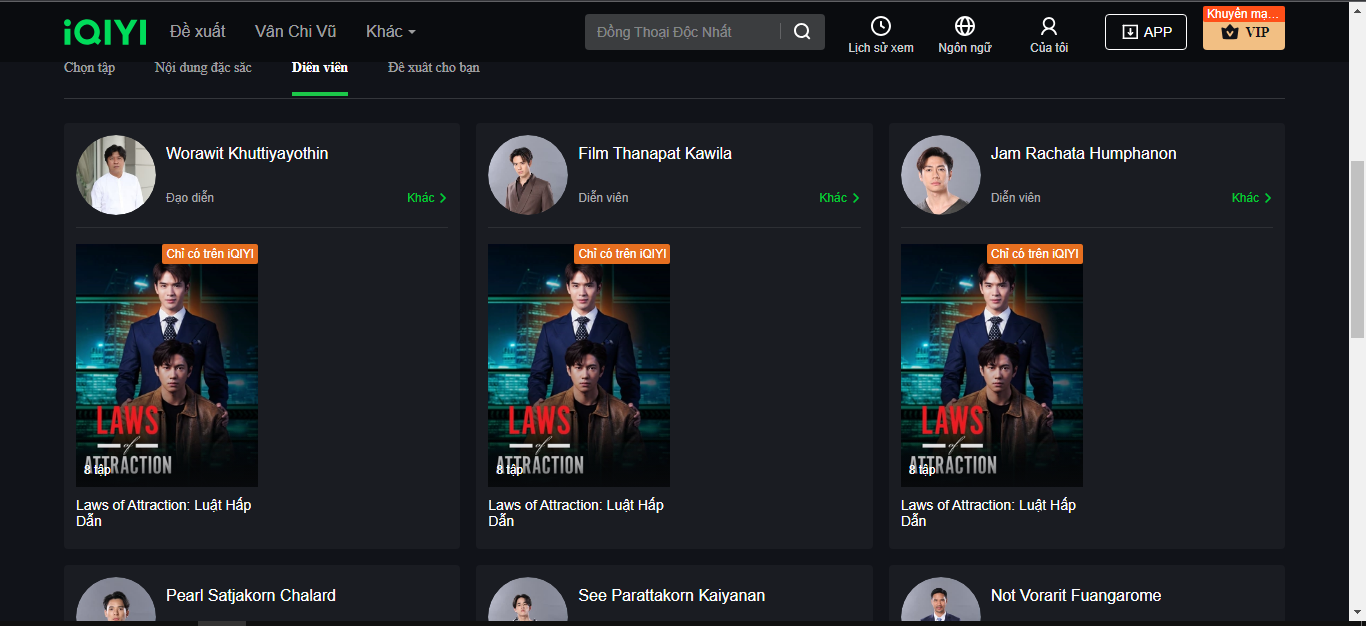 iQIYI
Đề xuất
Vân Chi Vũ
Khác
Đồng Thoại Độc Nhất
Lịch sử xem
Ngôn ngữ
Của tôi
APP
Khuyến mạ...
VIP
Chọn tập
Nội dung đặc sắc
Diễn viên
Đề xuất cho bạn
Worawit Khuttiyayothin
Đạo diễn
Khác
Chỉ có trên iQIYI
LAWS
of
ATTRACTION
8 tập
Laws of Attraction: Luật Hấp
Dẫn
Film Thanapat Kawila
Diễn viên
Khác
Chỉ có trên iQIYI
LAWS
of
ATTRACTION
8 tập
Laws of Attraction: Luật Hấp
Dẫn
Jam Rachata Humphanon
Diễn viên
Khác
Chỉ có trên iQIYI
LAWS
of
ATTRACTION
8 tập
Laws of Attraction: Luật Hấp
Dẫn
Pearl Satjakorn Chalard
See Parattakorn Kaiyanan
Not Vorarit Fuangarome